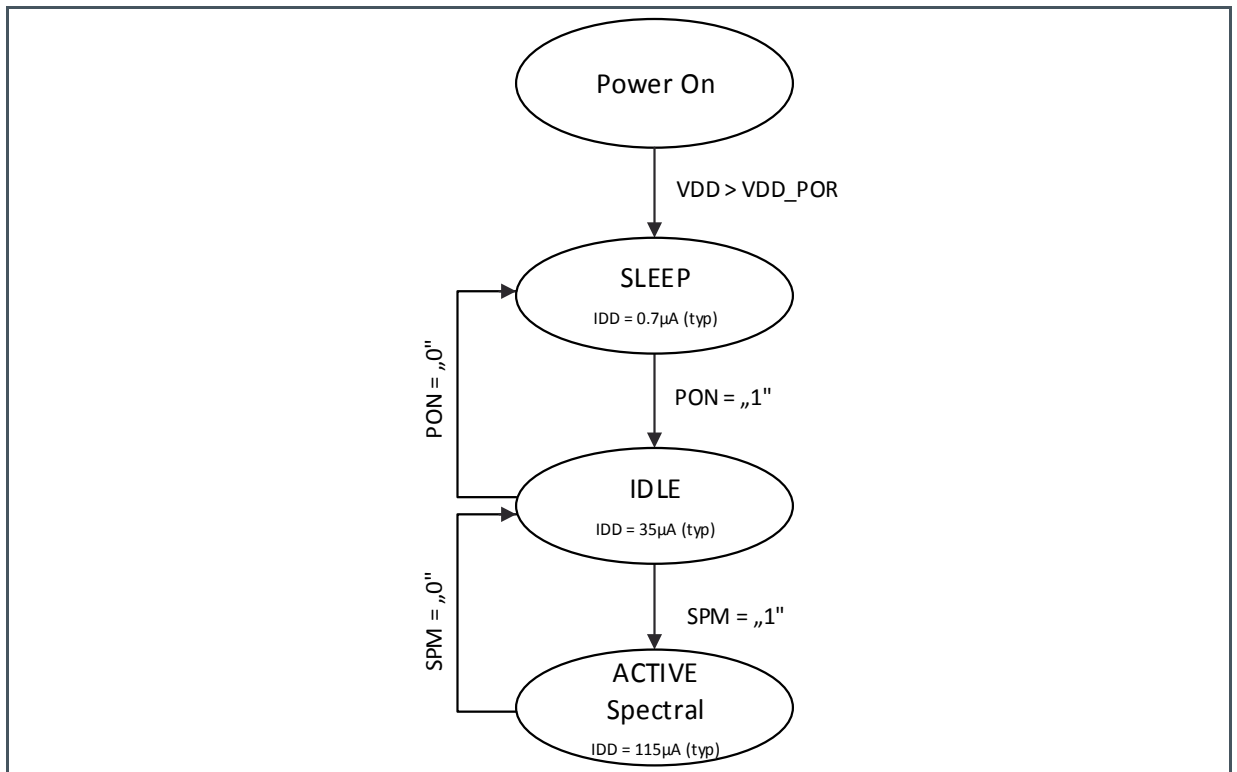 Power On
VDD > VDD_POR
SLEEP
IDD = 0.7µA (typ)
PON = „0"
PON = „1"
IDLE
IDD = 35µA (typ)
SPM = „0"
SPM = „1"
ACTIVE
Spectral
IDD = 115µA (typ)